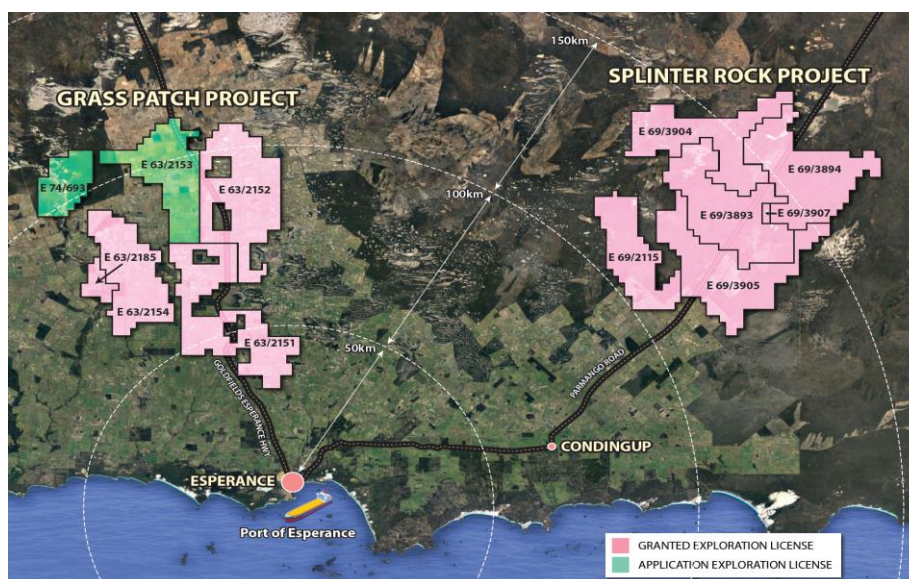 150km
SPLINTER ROCK PROJECT
GRASS PATCH PROJECT
E 69/3904
E 63/2153
E 74/693
E 63/2152
E 69/3894
100km
E 69/3893
E 69/3907
E 63/2185
E 69/2115
E 69/3905
E 63/2154
E 63/2151
50km
GOLDFIELDS ESPERANCE HWY
PARMANGO ROAD
CONDINGUP
ESPERANCE
Port of Esperance
GRANTED EXPLORATION LICENSE
APPLICATION EXPLORATION LICENSE